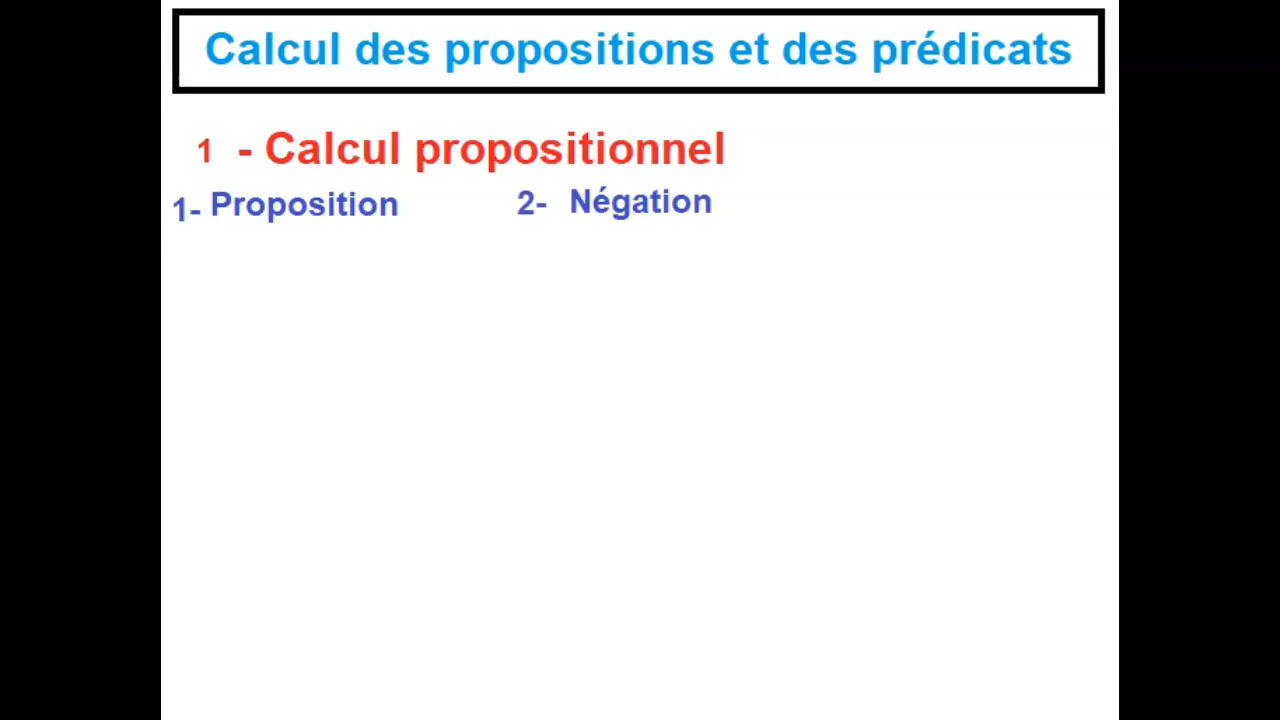 Calcul des propositions et des prédicats
1 - Calcul propositionnel
1- Proposition 2- Négation